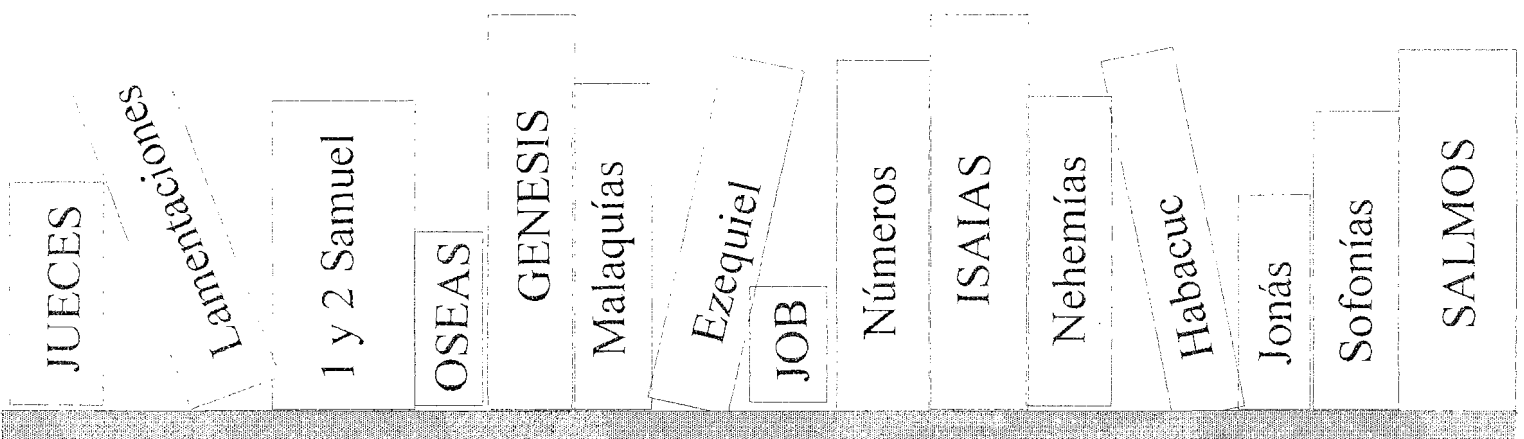 JUECES
Lamentaciones
1 y 2 Samuel
OSEAS
GENESIS
Malaquías
Ezequiel
JOB
Números
ISAIAS
Nehemías
Habacuc
Jonás
Sofonías
SALMOS